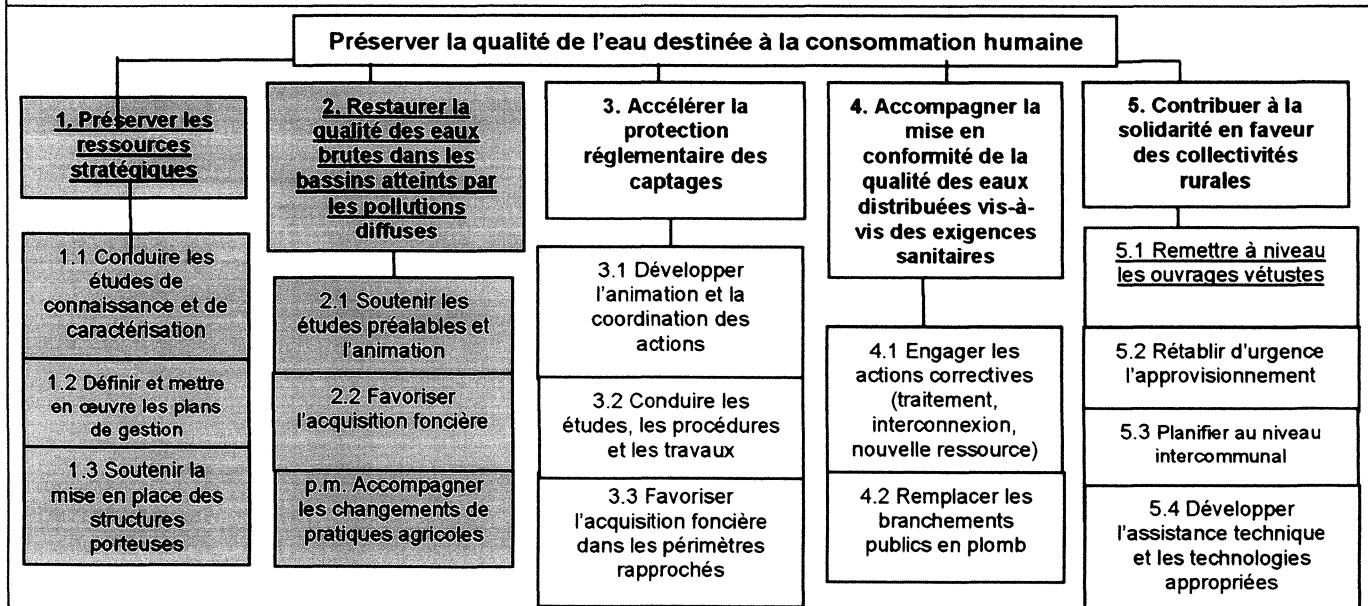 Préserver la qualité de l'eau destinée à la consommation humaine
1. Préserver les
ressources
stratégiques
1.1 Conduire les
études de
connaissance et de
caractérisation
1.2 Définir et mettre
en œuvre les plans
de gestion
1.3 Soutenir la
mise en place des
structures
porteuses
2. Restaurer la
qualité des eaux
brutes dans les
bassins atteints par
les pollutions
diffuses
2.1 Soutenir les
études préalables et
l'animation
2.2 Favoriser
l'acquisition foncière
p.m. Accompagner
les changements de
pratiques agricoles
3. Accélérer la
protection
réglementaire des
captages
3.1 Développer
l'animation et la
coordination des
actions
3.2 Conduire les
études, les procédures
et les travaux
3.3 Favoriser
l'acquisition foncière
dans les périmètres
rapprochés
4. Accompagner la
mise en
conformité de la
qualité des eaux
distribuées vis-à-
vis des exigences
sanitaires
4.1 Engager les
actions correctives
(traitement,
interconnexion,
nouvelle ressource)
4.2 Remplacer les
branchements
publics en plomb
5. Contribuer à la
solidarité en faveur
des collectivités
rurales
5.1 Remettre à niveau
les ouvrages vétustes
5.2 Rétablir d'urgence
l'approvisionnement
5.3 Planifier au niveau
intercommunal
5.4 Développer
l'assistance technique
et les technologies
appropriées